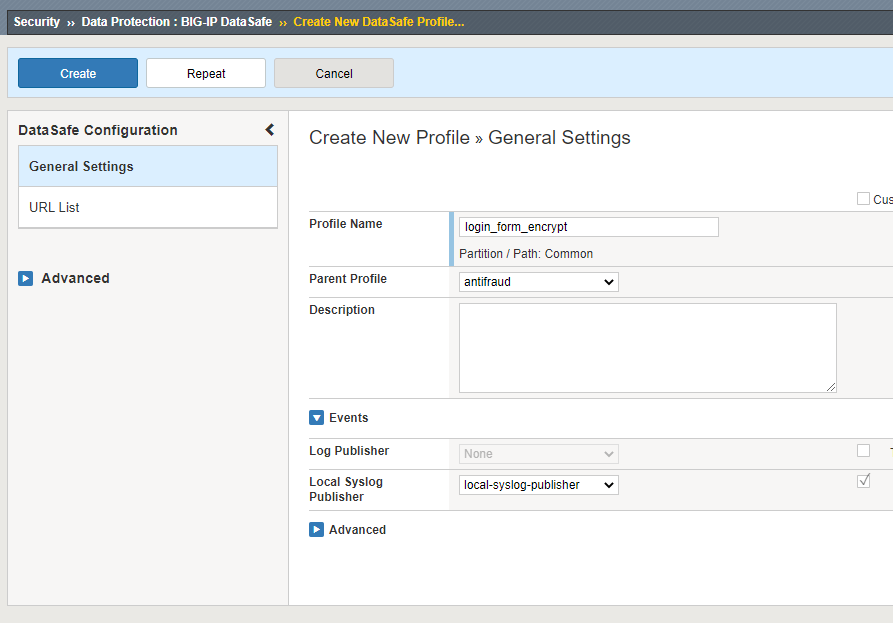 Security ›› Data Protection : BIG-IP DataSafe ›› Create New DataSafe Profile...
Create Repeat Cancel
DataSafe Configuration
General Settings
URL List
Advanced
Create New Profile » General Settings
Cus
Profile Name
login_form_encrypt
Partition / Path: Common
Parent Profile
antifraud
Description
Events
Log Publisher
None
Local Syslog
Publisher
local-syslog-publisher
Advanced